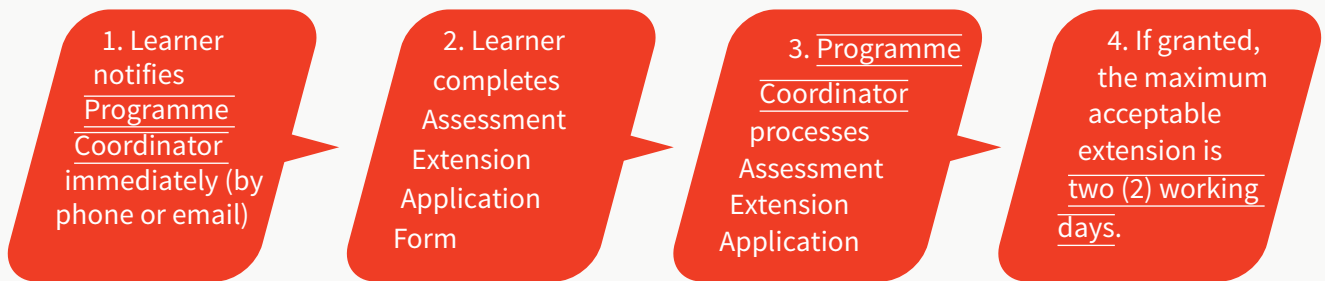 1. Learner
notifies
Programme
Coordinator
immediately (by
phone or email)
2. Learner
completes
Assessment
Extension
Application
Form
3. Programme
Coordinator
processes
Assessment
Extension
Application
4. If granted,
the maximum
acceptable
extension is
two (2) working
days.